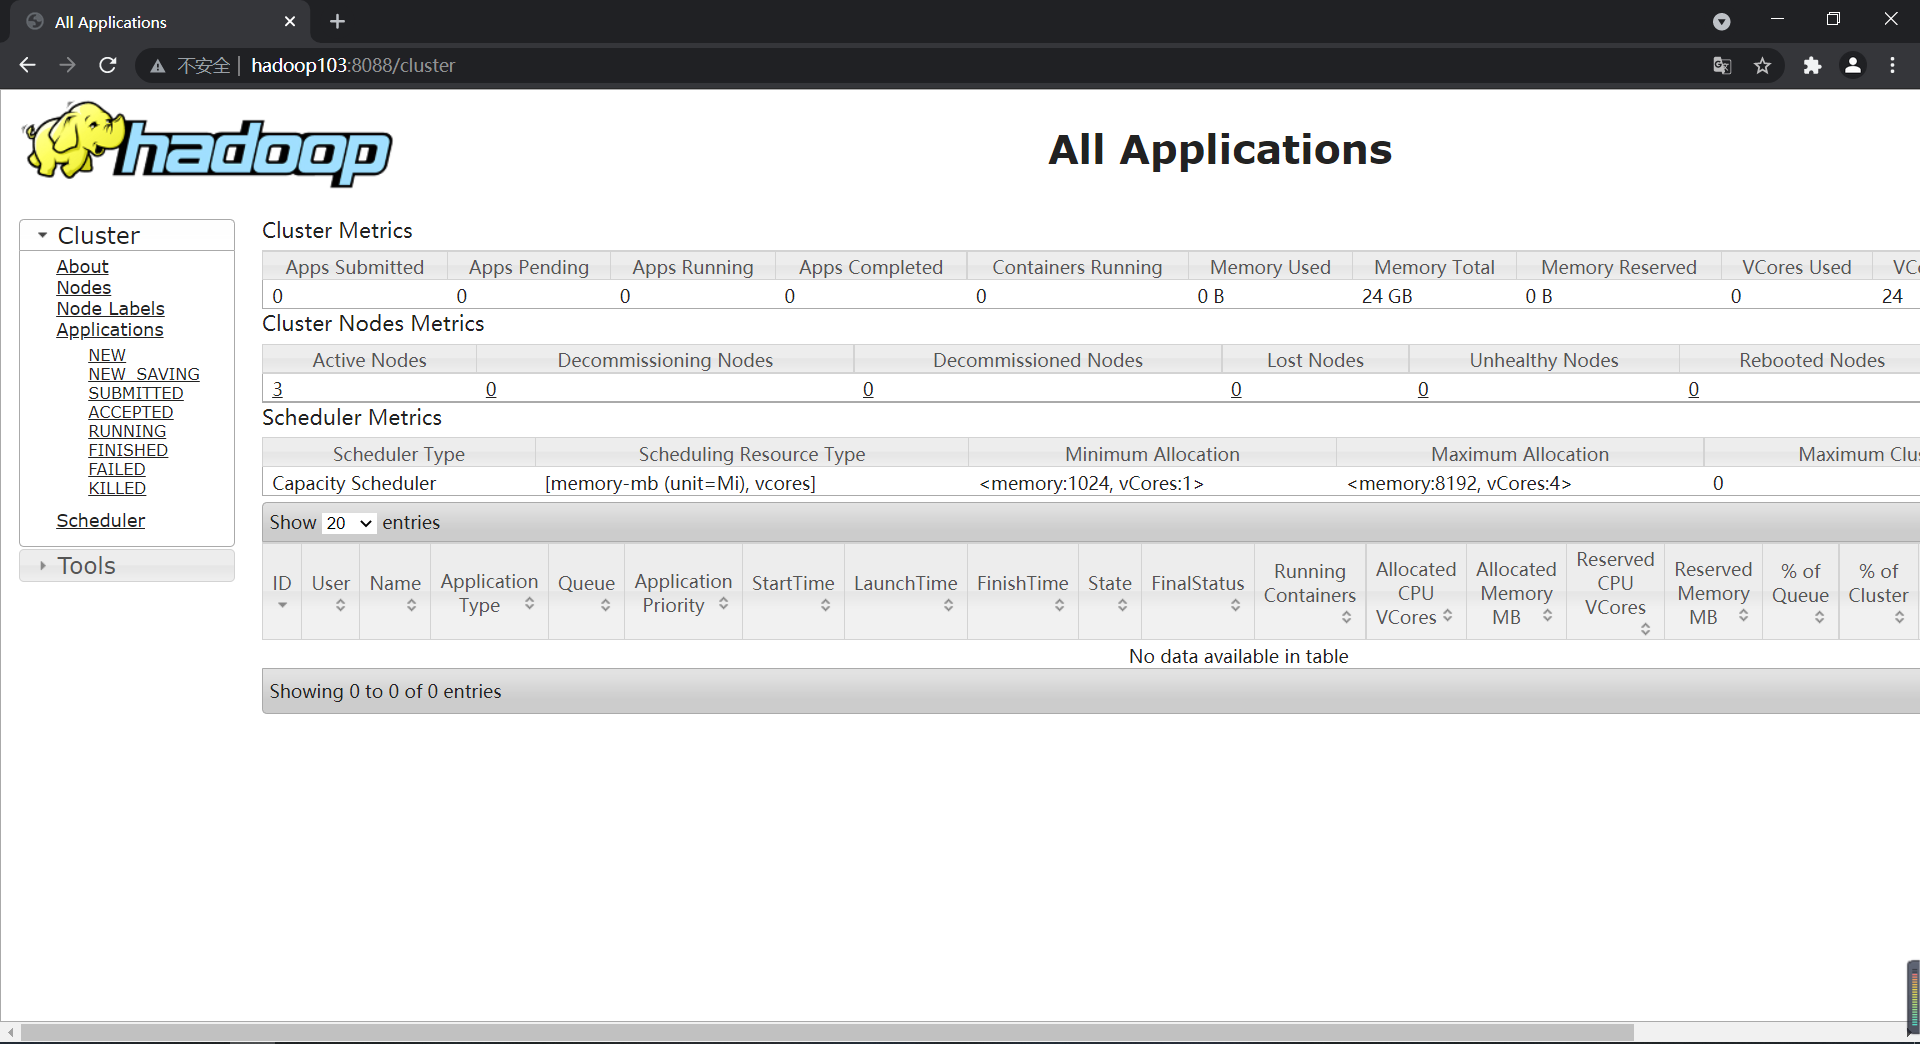 All Applications
不安全 | hadoop103:8088/cluster
hadoop
All Applications
Cluster
About
Nodes
Node Labels
Applications
NEW
NEW_SAVING
SUBMITTED
ACCEPTED
RUNNING
FINISHED
FAILED
KILLED
Scheduler
Tools
Cluster Metrics
Apps Submitted Apps Pending Apps Running Apps Completed Containers Running Memory Used Memory Total Memory Reserved VCores Used VCo
0 0 0 0 0 0 B 24 GB 0 B 0 24
Cluster Nodes Metrics
Active Nodes Decommissioning Nodes Decommissioned Nodes Lost Nodes Unhealthy Nodes Rebooted Nodes
3 0 0 0 0 0
Scheduler Metrics
Scheduler Type Scheduling Resource Type Minimum Allocation Maximum Allocation Maximum Clus
Capacity Scheduler [memory-mb (unit=Mi), vcores] <memory:1024, vCores:1> <memory:8192, vCores:4> 0
Show 20 entries
ID User Name Application Type Queue Application Priority StartTime LaunchTime FinishTime State FinalStatus Running Containers Allocated CPU VCores Allocated Memory MB Reserved CPU VCores Reserved Memory MB % of Queue % of Cluster
No data available in table
Showing 0 to 0 of 0 entries